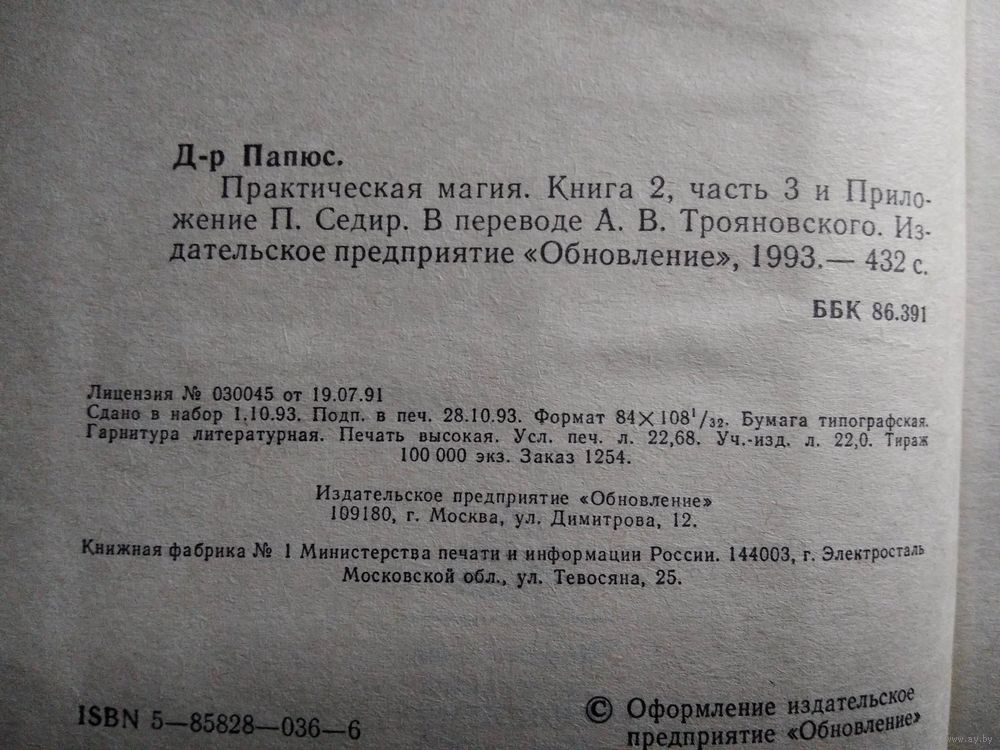 Д-р Папюс.
Практическая магия. Книга 2, часть 3 и Прило-
жение П. Седир. В переводе А. В. Трояновского. Из-
дательское предприятие «Обновление», 1993.— 432 с.
ББК 86.391
Лицензия № 030045 от 19.07.91
Сдано в набор 1.10.93. Подп. в печ. 28.10.93. Формат 84×108¹/₃₂. Бумага типографская.
Гарнитура литературная. Печать высокая. Усл. печ. л. 22,68. Уч.-изд. л. 22,0. Тираж
100 000 экз. Заказ 1254.
Издательское предприятие «Обновление»
109180, г. Москва, ул. Димитрова, 12.
Книжная фабрика № 1 Министерства печати и информации России. 144003, г. Электросталь
Московской обл., ул. Тевосяна, 25.
ISBN 5—85828—036—6
© Оформление издательское
предприятие «Обновление»
www.ay.by